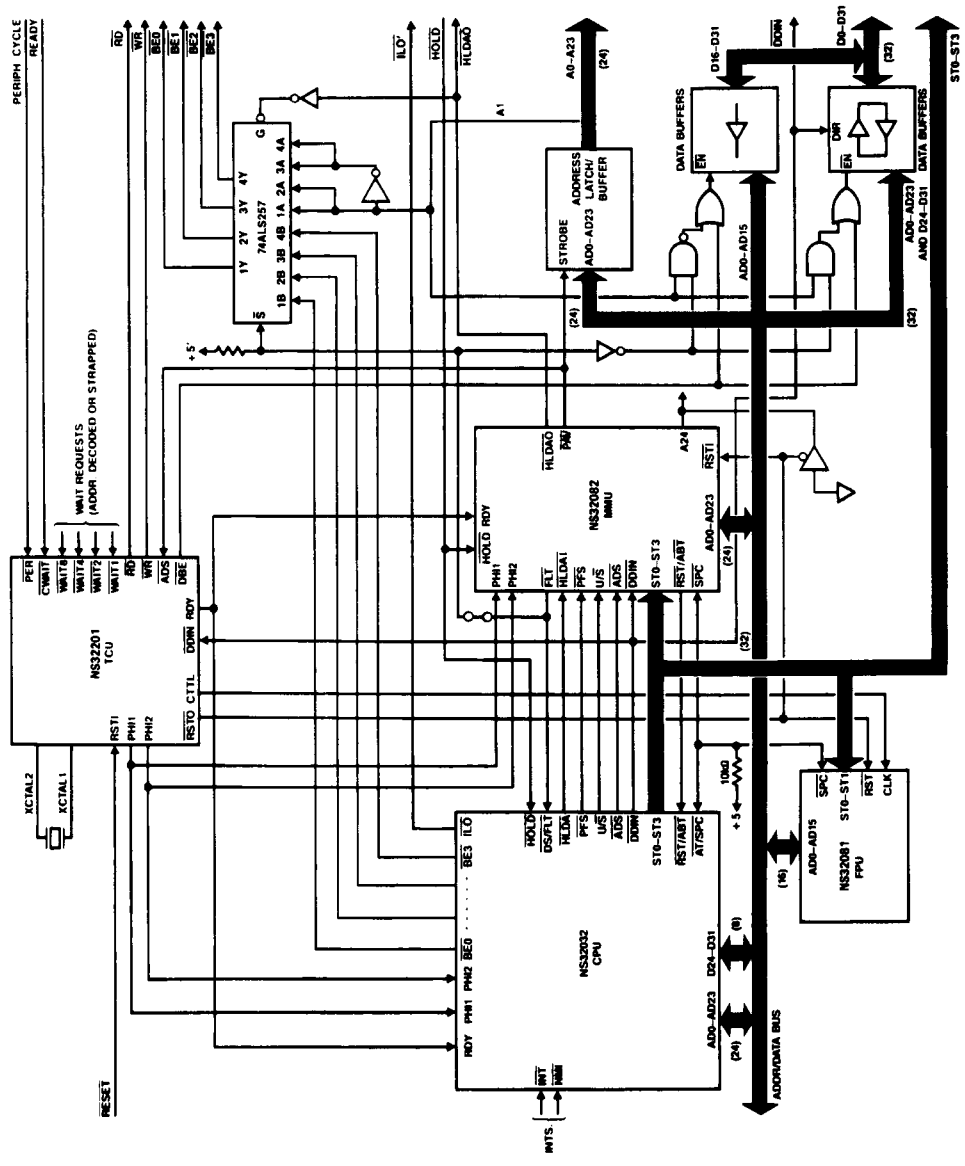 PERIPH CYCLE
READY
RD
WR
BE0
BE1
BE2
BE3
ILO'
HOLD
HLDAO
A0-A23
(24)
DDIN
D0-D31
(32)
D16-D31
ST0-ST3
WAIT REQUESTS
(ADDR DECODED OR STRAPPED)
+5'
G
74ALS257
4Y
3Y
2Y
1Y
4A
3A
2A
1A
4B
3B
2B
1B
S
A1
ADDRESS
LATCH/
BUFFER
STROBE
AD0-AD23
(24)
(32)
DATA BUFFERS
EN
AD0-AD15
DIR
EN
DATA BUFFERS
AD0-AD23
AND D24-D31
PER
CWAIT
WAIT8
WAIT4
WAIT2
WAIT1
RD
WR
ADS
DBE
NS32201
TCU
RDY
DDIN
CTTL
RSTO
RSTI
PHI1
PHI2
XCTAL2
XCTAL1
RESET
HLDAO
PAV
A24
RSTI
NS32082
MMU
RDY
HOLD
PHI1
PHI2
FLT
HLDAI
PFS
U/S
ADS
DDIN
ST0-ST3
RST/ABT
SPC
AD0-AD23
(24)
(32)
ILO
BE3
BE0
PHI2
PHI1
RDY
HOLD
DS/FLT
HLDA
PFS
U/S
ADS
DDIN
ST0-ST3
RST/ABT
AT/SPC
NS32032
CPU
INT
NMI
INTS.
AD0-AD23
D24-D31
(24)
(8)
ADDR/DATA BUS
+5
10kΩ
SPC
ST0-ST1
RST
CLK
AD0-AD15
(16)
NS32081
FPU